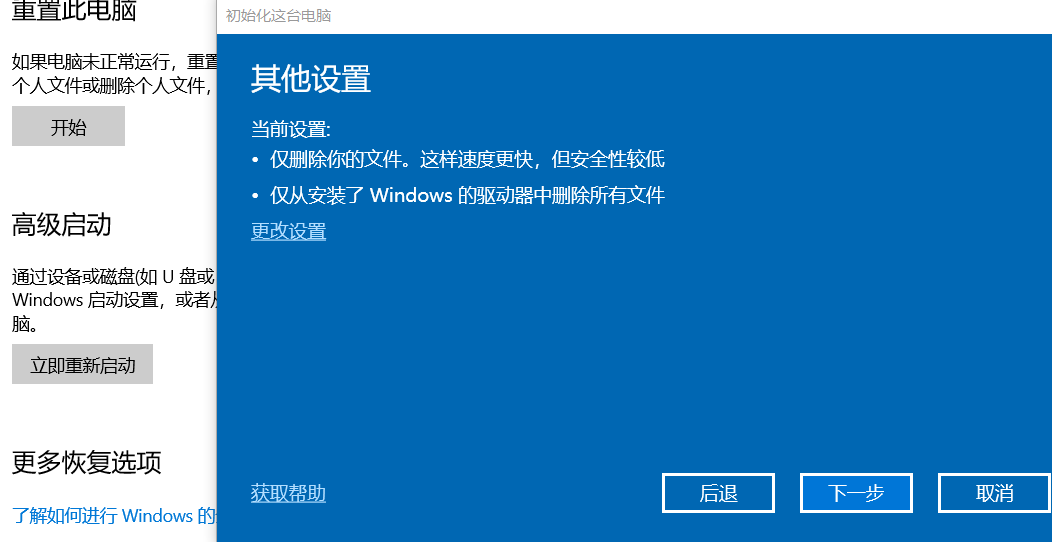 重置此电脑
如果电脑未正常运行，重置
个人文件或删除个人文件，
开始
高级启动
通过设备或磁盘(如 U 盘或
Windows 启动设置，或者从
脑。
立即重新启动
更多恢复选项
了解如何进行 Windows 的
初始化这台电脑
其他设置
当前设置:
• 仅删除你的文件。这样速度更快，但安全性较低
• 仅从安装了 Windows 的驱动器中删除所有文件
更改设置
获取帮助
后退
下一步
取消